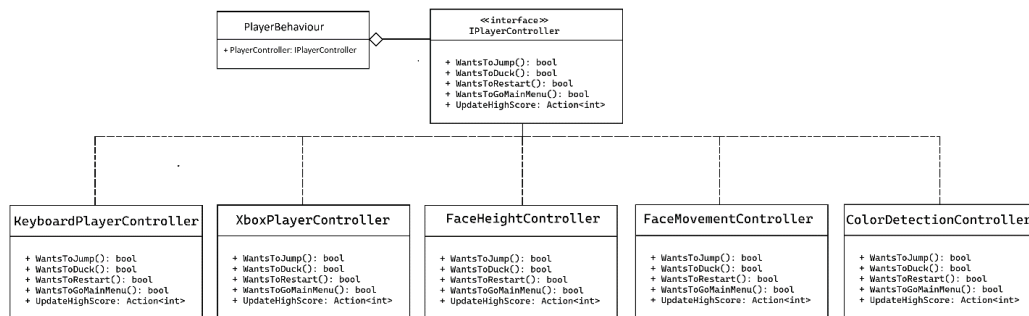 PlayerBehaviour
+ PlayerController: IPlayerController
<<interface>>
IPlayerController
+ WantsToJump(): bool
+ WantsToDuck(): bool
+ WantsToRestart(): bool
+ WantsToGoMainMenu(): bool
+ UpdateHighScore: Action<int>
KeyboardPlayerController
+ WantsToJump(): bool
+ WantsToDuck(): bool
+ WantsToRestart(): bool
+ WantsToGoMainMenu(): bool
+ UpdateHighScore: Action<int>
XboxPlayerController
+ WantsToJump(): bool
+ WantsToDuck(): bool
+ WantsToRestart(): bool
+ WantsToGoMainMenu(): bool
+ UpdateHighScore: Action<int>
FaceHeightController
+ WantsToJump(): bool
+ WantsToDuck(): bool
+ WantsToRestart(): bool
+ WantsToGoMainMenu(): bool
+ UpdateHighScore: Action<int>
FaceMovementController
+ WantsToJump(): bool
+ WantsToDuck(): bool
+ WantsToRestart(): bool
+ WantsToGoMainMenu(): bool
+ UpdateHighScore: Action<int>
ColorDetectionController
+ WantsToJump(): bool
+ WantsToDuck(): bool
+ WantsToRestart(): bool
+ WantsToGoMainMenu(): bool
+ UpdateHighScore: Action<int>